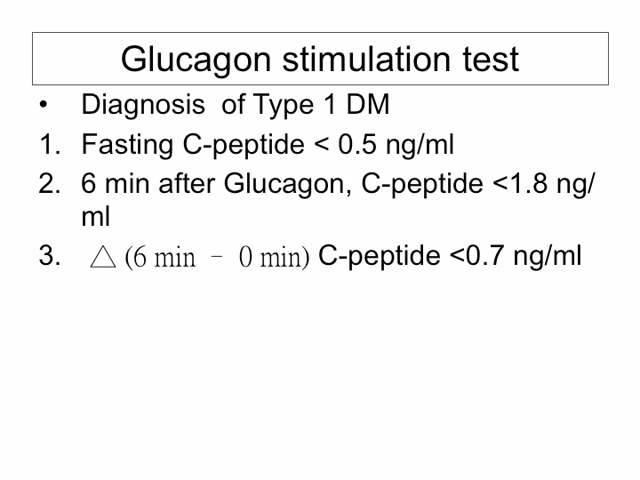 Glucagon stimulation test
• Diagnosis of Type 1 DM
1. Fasting C-peptide < 0.5 ng/ml
2. 6 min after Glucagon, C-peptide <1.8 ng/
ml
3. △ (6 min － 0 min) C-peptide <0.7 ng/ml